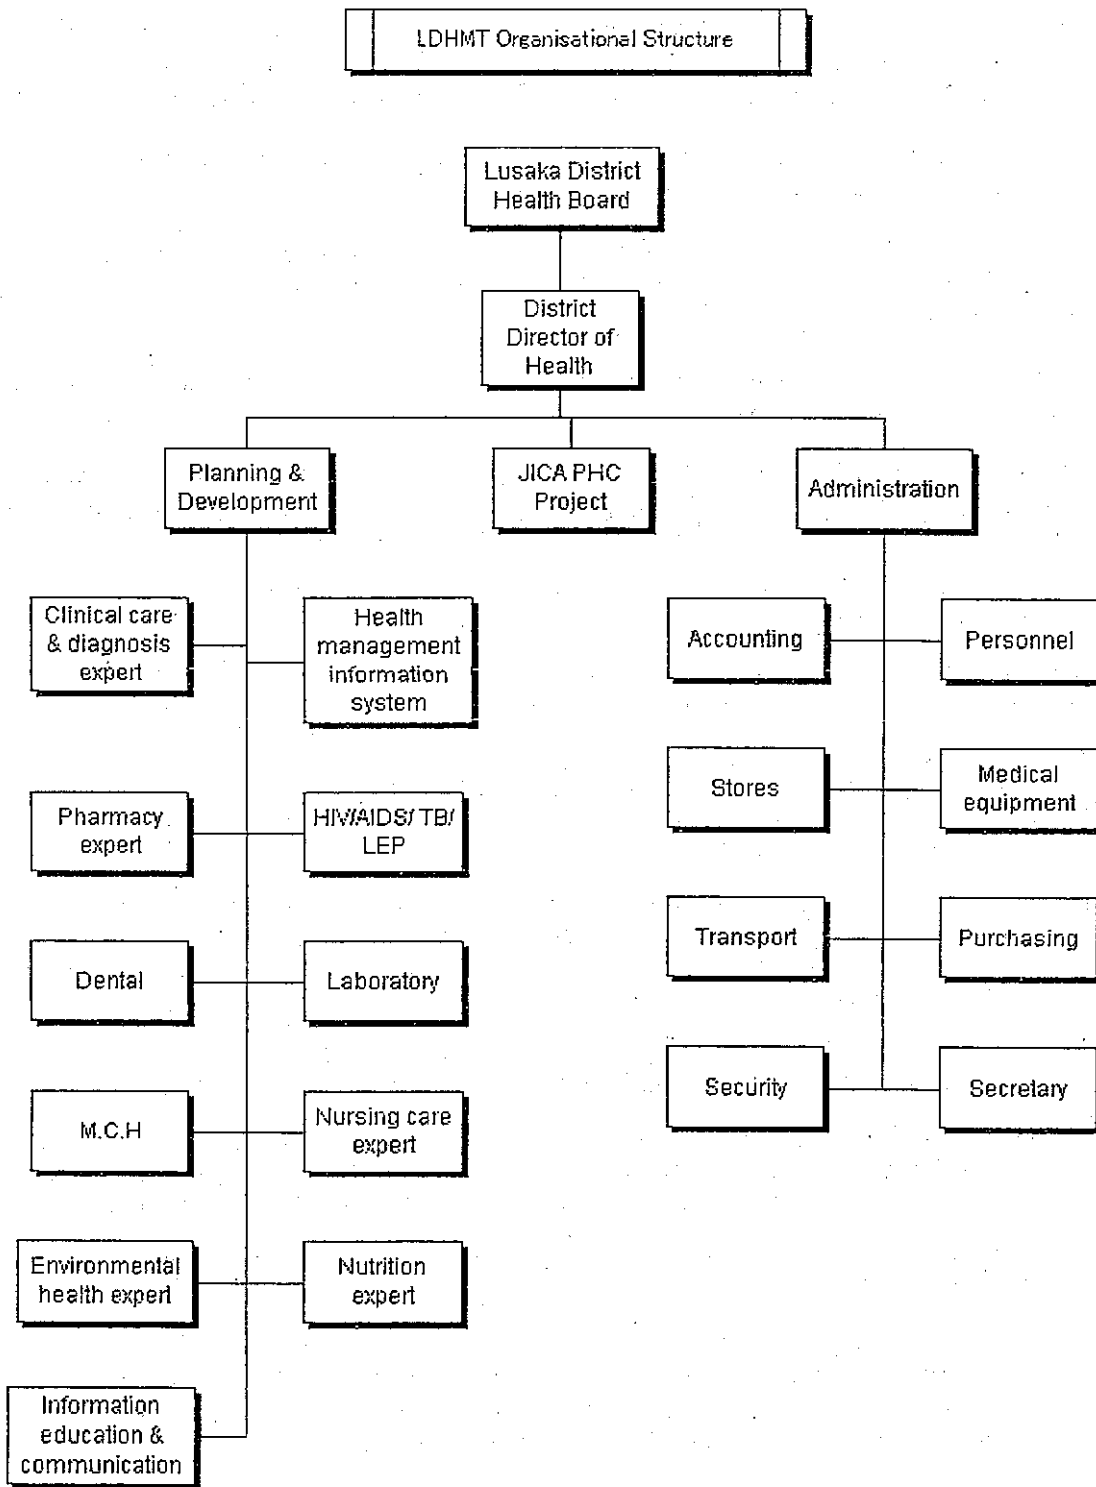 LDHMT Organisational Structure
Lusaka District
Health Board
District
Director of
Health
Planning &
Development
JICA PHC
Project
Administration
Clinical care
& diagnosis
expert
Health
management
information
system
Accounting
Personnel
Pharmacy
expert
HIV/AIDS/ TB/
LEP
Stores
Medical
equipment
Dental
Laboratory
Transport
Purchasing
M.C.H
Nursing care
expert
Security
Secretary
Environmental
health expert
Nutrition
expert
Information
education &
communication